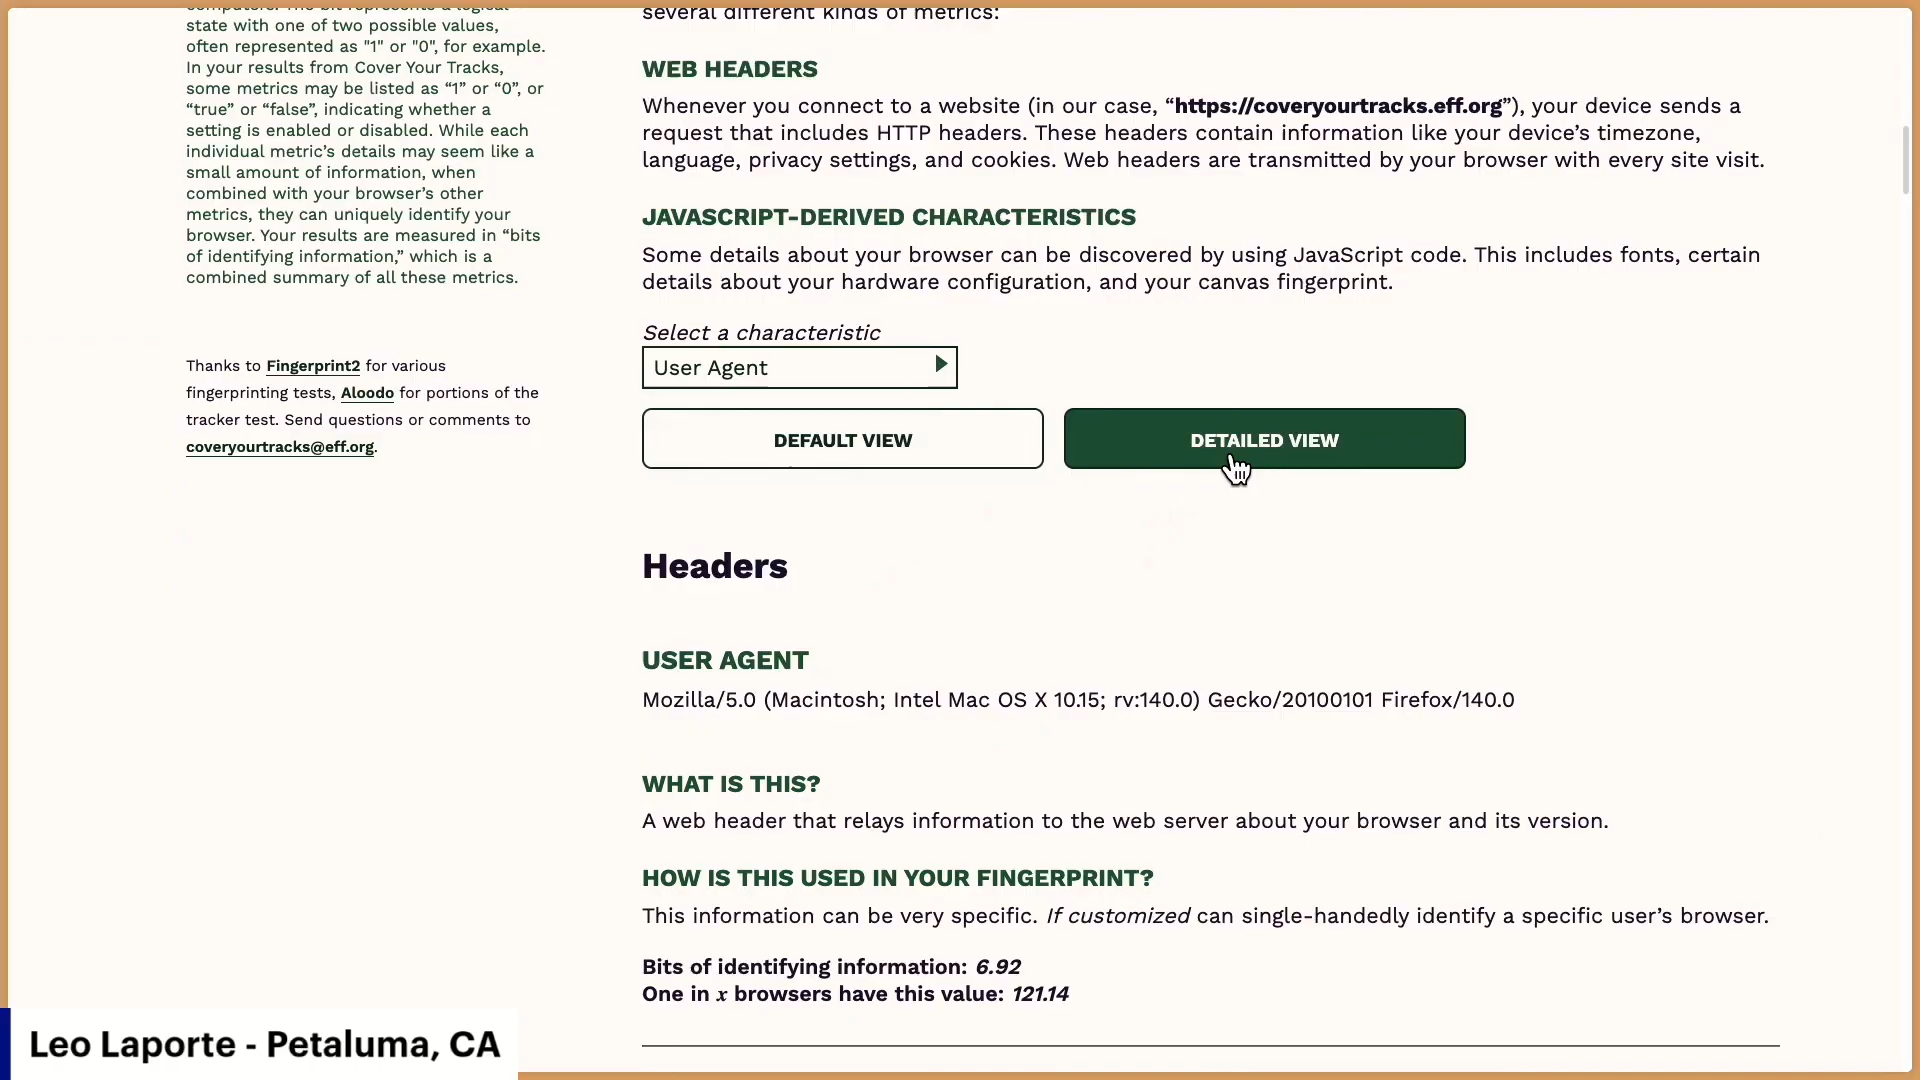 computers. The bit represents a logical
state with one of two possible values,
often represented as "1" or "0", for example.
In your results from Cover Your Tracks,
some metrics may be listed as “1” or “0”, or
“true” or “false”, indicating whether a
setting is enabled or disabled. While each
individual metric’s details may seem like a
small amount of information, when
combined with your browser’s other
metrics, they can uniquely identify your
browser. Your results are measured in “bits
of identifying information,” which is a
combined summary of all these metrics.
Thanks to Fingerprint2 for various
fingerprinting tests, Aloodo for portions of the
tracker test. Send questions or comments to
coveryourtracks@eff.org.
several different kinds of metrics:
WEB HEADERS
Whenever you connect to a website (in our case, “https://coveryourtracks.eff.org”), your device sends a
request that includes HTTP headers. These headers contain information like your device’s timezone,
language, privacy settings, and cookies. Web headers are transmitted by your browser with every site visit.
JAVASCRIPT-DERIVED CHARACTERISTICS
Some details about your browser can be discovered by using JavaScript code. This includes fonts, certain
details about your hardware configuration, and your canvas fingerprint.
Select a characteristic
User Agent
DEFAULT VIEW
DETAILED VIEW
Headers
USER AGENT
Mozilla/5.0 (Macintosh; Intel Mac OS X 10.15; rv:140.0) Gecko/20100101 Firefox/140.0
WHAT IS THIS?
A web header that relays information to the web server about your browser and its version.
HOW IS THIS USED IN YOUR FINGERPRINT?
This information can be very specific. If customized can single-handedly identify a specific user’s browser.
Bits of identifying information: 6.92
One in x browsers have this value: 121.14
Leo Laporte - Petaluma, CA